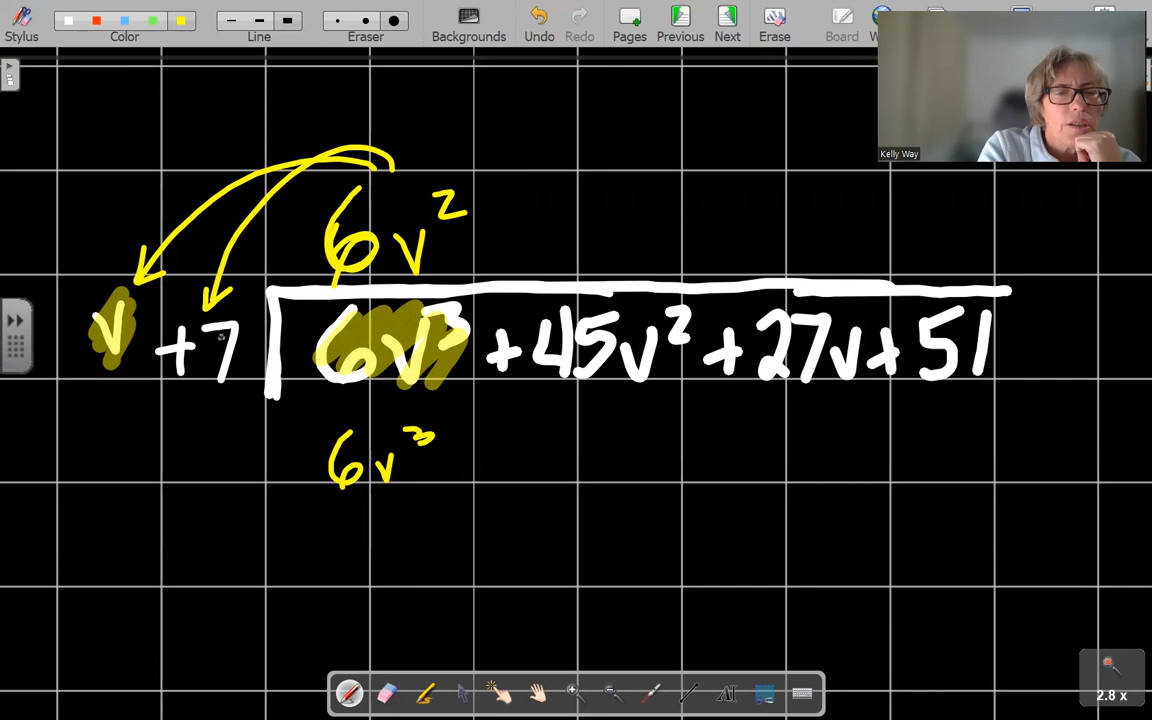 Stylus Color Line Eraser Backgrounds Undo Redo Pages Previous Next Erase Board
Kelly Way
6v²
v +7 6v³ +45v² +27v+51
6v³
2.8 x